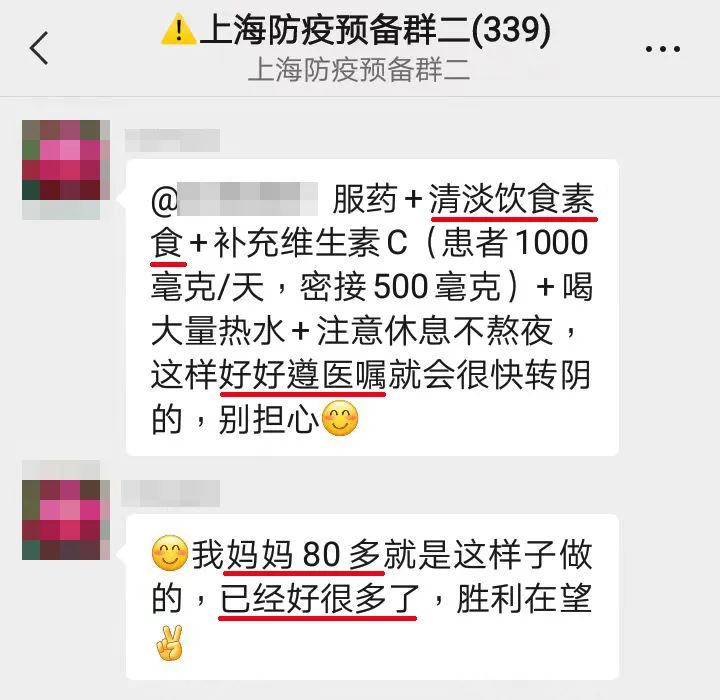 ⚠️上海防疫预备群二(339)
上海防疫预备群二
@ 服药+清淡饮食素
食+补充维生素C（患者1000
毫克/天，密接500毫克）+喝
大量热水+注意休息不熬夜，
这样好好遵医嘱就会很快转阴
的，别担心😊
😊我妈妈80多就是这样子做
的，已经好很多了，胜利在望
✌️